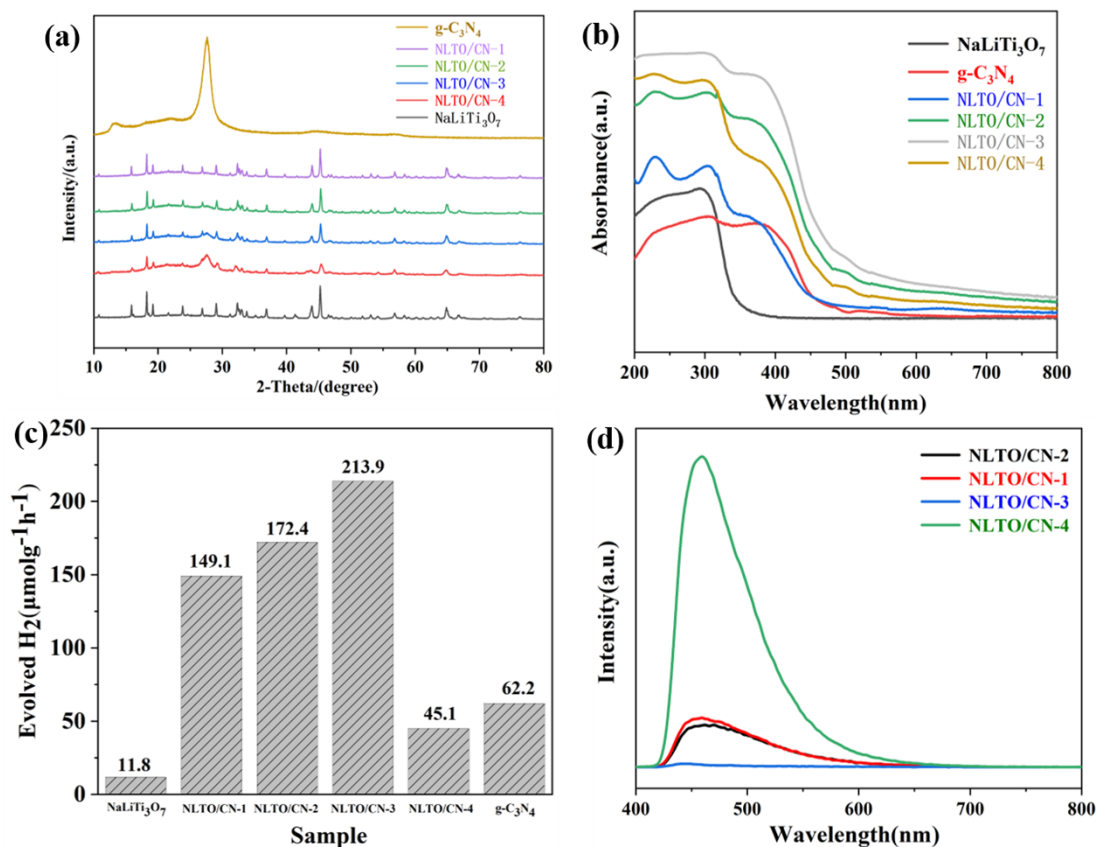 (a)
g-C3N4
NLTO/CN-1
NLTO/CN-2
NLTO/CN-3
NLTO/CN-4
NaLiTi3O7
Intensity/(a.u.)
10 20 30 40 50 60 70 80
2-Theta/(degree)
(b)
NaLiTi3O7
g-C3N4
NLTO/CN-1
NLTO/CN-2
NLTO/CN-3
NLTO/CN-4
Absorbance(a.u.)
200 300 400 500 600 700 800
Wavelength(nm)
(c)
Evolved H2(μmolg-1h-1)
250
200
150
100
50
0
11.8
149.1
172.4
213.9
45.1
62.2
NaLiTi3O7 NLTO/CN-1 NLTO/CN-2 NLTO/CN-3 NLTO/CN-4 g-C3N4
Sample
(d)
NLTO/CN-2
NLTO/CN-1
NLTO/CN-3
NLTO/CN-4
Intensity(a.u.)
400 500 600 700 800
Wavelength(nm)